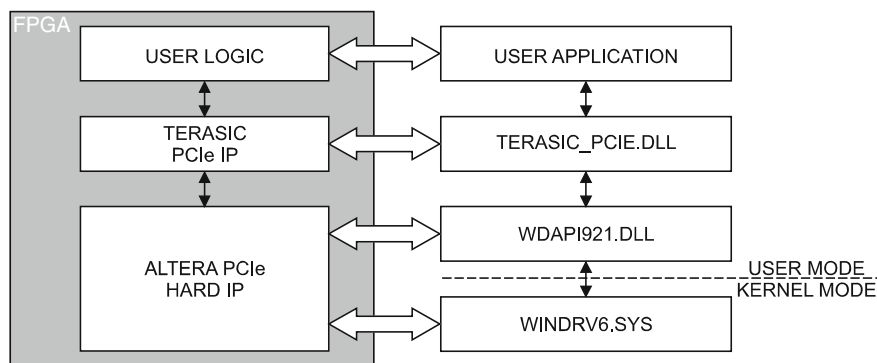 FPGA
USER LOGIC
USER APPLICATION
TERASIC
PCIe IP
TERASIC_PCIE.DLL
ALTERA PCIe
HARD IP
WDAPI921.DLL
USER MODE
KERNEL MODE
WINDRV6.SYS